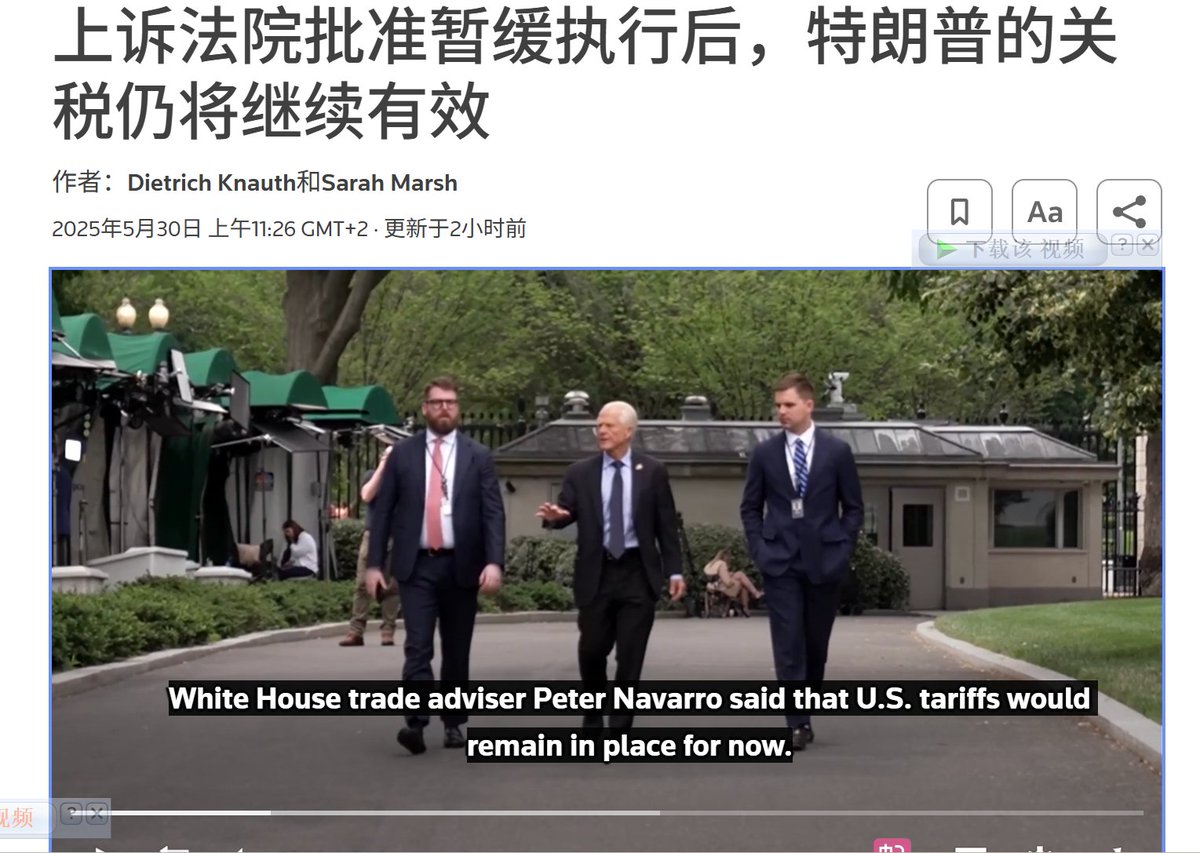 上诉法院批准暂缓执行后，特朗普的关
税仍将继续有效
作者：Dietrich Knauth和Sarah Marsh
2025年5月30日 上午11:26 GMT+2 · 更新于2小时前
Aa
下载该 视频 ? X
White House trade adviser Peter Navarro said that U.S. tariffs would
remain in place for now.
视频 ? X